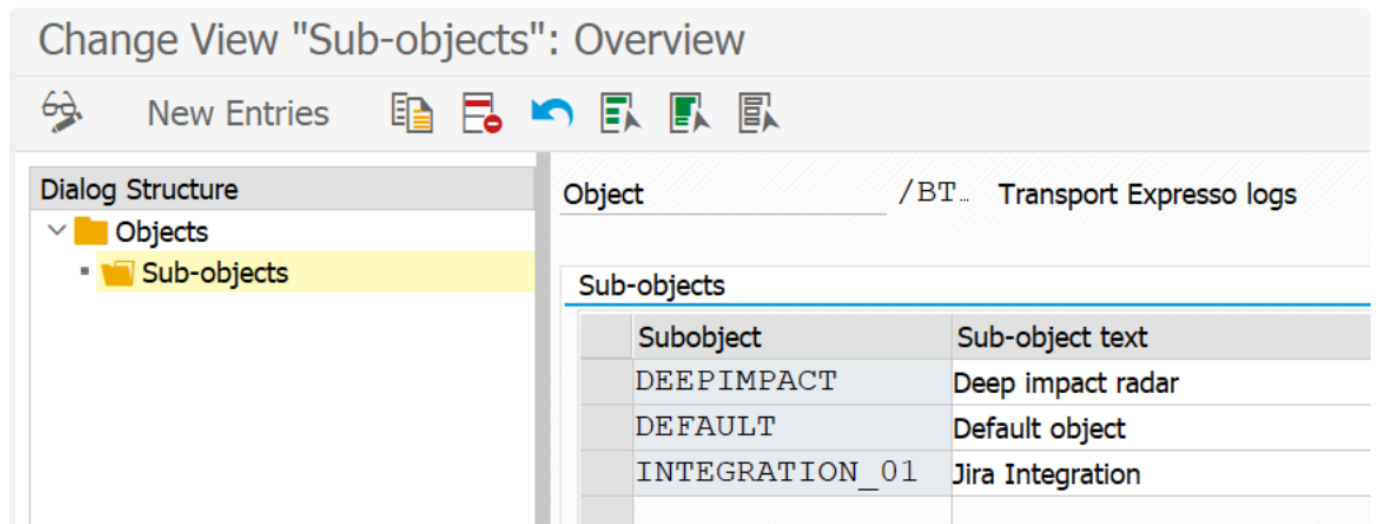 Change View "Sub-objects": Overview
New Entries
Dialog Structure
Objects
Sub-objects
Object /BT… Transport Expresso logs
Sub-objects
Subobject Sub-object text
DEEPIMPACT Deep impact radar
DEFAULT Default object
INTEGRATION_01 Jira Integration